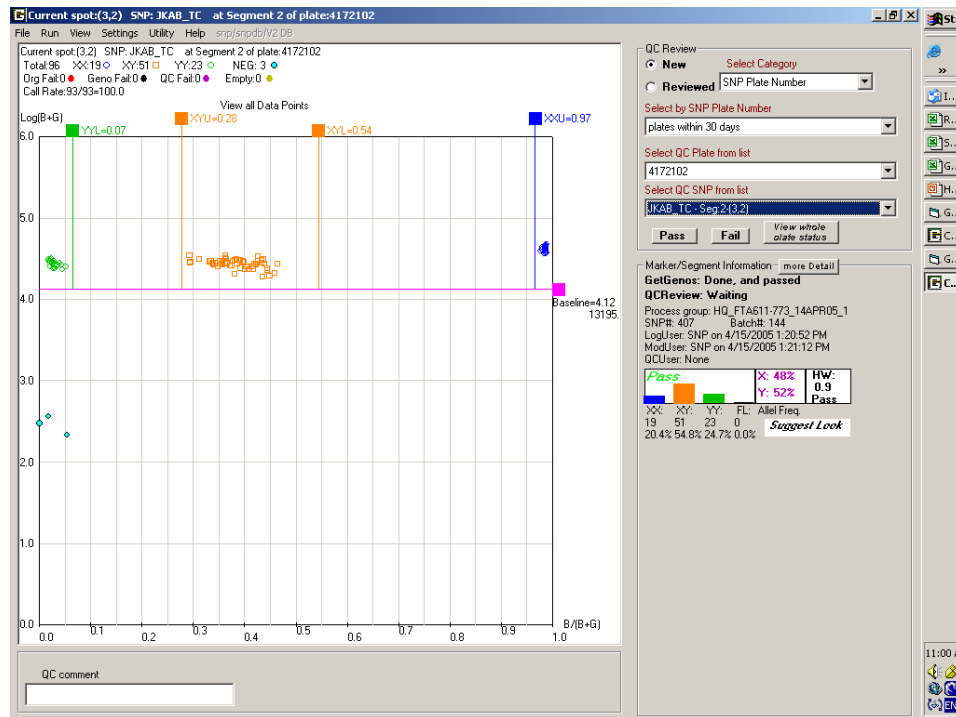 Current spot:(3,2) SNP: JKAB_TC at Segment 2 of plate:4172102
File Run View Settings Utility Help snp/snpdb/V2 DB
Current spot:(3,2) SNP: JKAB_TC at Segment 2 of plate:4172102
Total:96 XX:19 XY:51 YY:23 NEG: 3
Org Fail:0 Geno Fail:0 QC Fail:0 Empty:0
Call Rate:93/93=100.0
View all Data Points
Log(B+G)
YYL=0.07 XYU=0.28 XYL=0.54 XXU=0.97
6.0
5.0
4.0
Baseline=4.12
13195.
3.0
2.0
1.0
0.0
0.0 0.1 0.2 0.3 0.4 0.5 0.6 0.7 0.8 0.9 1.0
B/(B+G)
QC comment
QC Review
New
Reviewed
Select Category
SNP Plate Number
Select by SNP Plate Number
plates within 30 days
Select QC Plate from list
4172102
Select QC SNP from list
JKAB_TC - Seg:2-(3,2)
Pass Fail View whole plate status
Marker/Segment Information more Detail
GetGenos: Done, and passed
QCReview: Waiting
Process group: HQ_FTA611-773_14APR05_1
SNP#: 407 Batch#: 144
LogUser: SNP on 4/15/2005 1:20:52 PM
ModUser: SNP on 4/15/2005 1:21:12 PM
QCUser: None
Pass X: 48% HW:
Y: 52% 0.9
Pass
XX: XY: YY: FL: Allel Freq.
19 51 23 0 Suggest Look
20.4% 54.8% 24.7% 0.0%
St
»
I...
R...
S...
G...
H...
G...
C...
G...
C...
11:00
EN